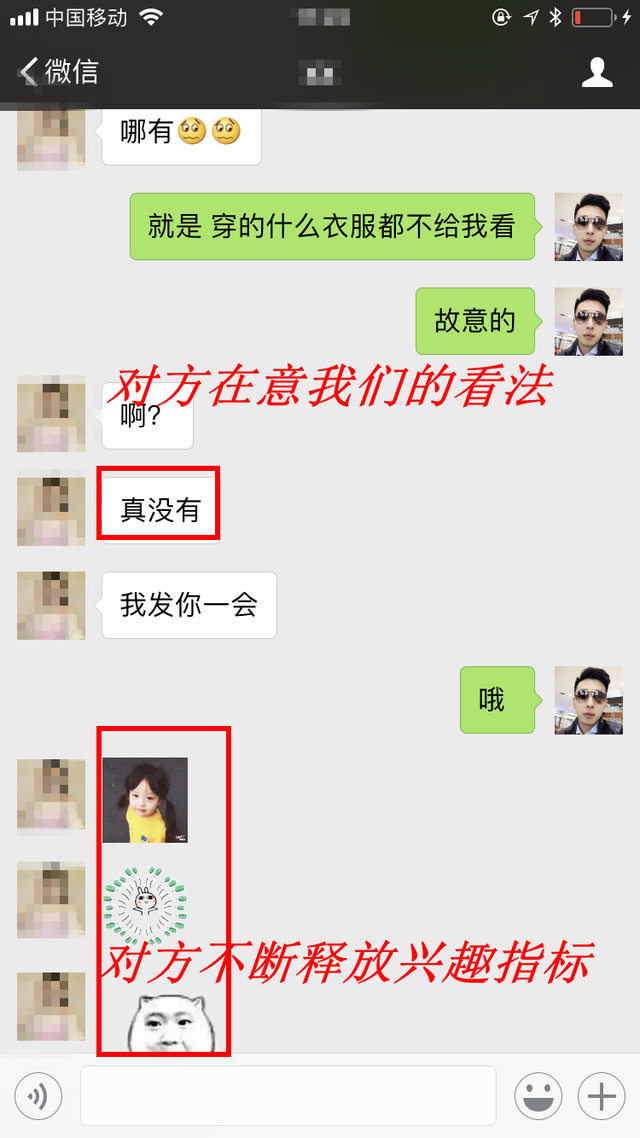 中国移动
微信
哪有
就是 穿的什么衣服都不给我看
故意的
对方在意我们的看法
啊?
真没有
我发你一会
哦
对方不断释放兴趣指标